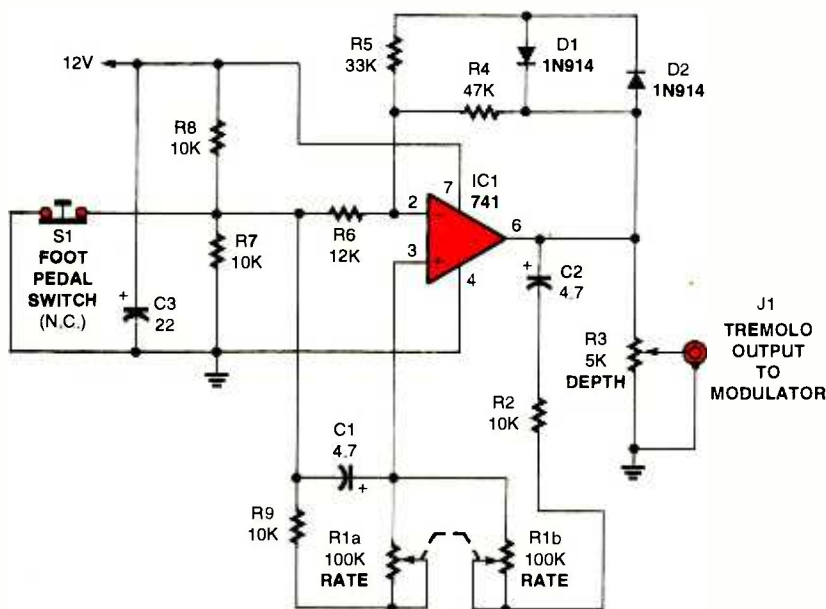 12V
R5
33K
D1
1N914
R4
47K
D2
1N914
R8
10K
IC1
741
7
2
6
3
4
S1
FOOT
PEDAL
SWITCH
(N.C.)
R7
10K
R6
12K
C3
22
+
C2
4.7
+
J1
TREMOLO
OUTPUT
TO
MODULATOR
R3
5K
DEPTH
R2
10K
C1
4.7
+
R9
10K
R1a
100K
RATE
R1b
100K
RATE